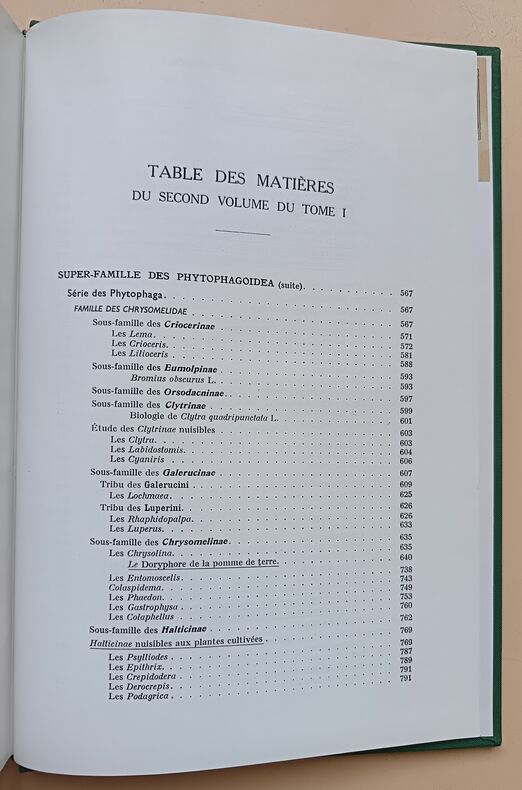 TABLE DES MATIÈRES
DU SECOND VOLUME DU TOME I
SUPER-FAMILLE DES PHYTOPHAGOIDEA (suite). 567
Série des Phytophaga. 567
FAMILLE DES CHRYSOMELIDAE 567
Sous-famille des Criocerinae 571
Les Lema. 572
Les Crioceris. 581
Les Lilioceris 588
Sous-famille des Eumolpinae 593
Bromius obscurus L. 593
Sous-famille des Orsodacninae. 597
Sous-famille des Clytrinae 599
Biologie de Clytra quadripunctata L. 601
Étude des Clytrinae nuisibles 603
Les Clytra. 603
Les Labidostomis. 604
Les Cyaniris 606
Sous-famille des Galerucinae 607
Tribu des Galerucini 609
Les Lochmaea. 625
Tribu des Luperini. 626
Les Rhaphidopalpa. 626
Les Luperus. 633
Sous-famille des Chrysomelinae. 635
Les Chrysolina. 635
Le Doryphore de la pomme de terre. 640
Les Entomoscelis. 738
Colaspidema. 743
Les Phaedon. 749
Les Gastrophysa 753
Les Colaphellus 760
Sous-famille des Halticinae 762
Halticinae nuisibles aux plantes cultivées 769
Les Psylliodes 769
Les Epithrix. 787
Les Crepidodera 789
Les Derocrepis. 791
Les Podagrica 791